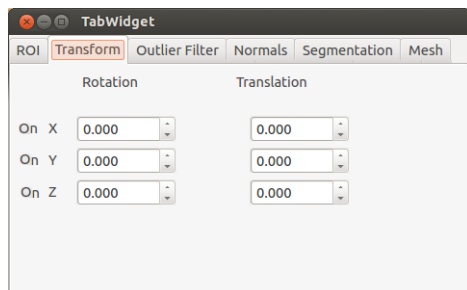 TabWidget
ROI Transform Outlier Filter Normals Segmentation Mesh
Rotation Translation
On X 0.000 0.000
On Y 0.000 0.000
On Z 0.000 0.000